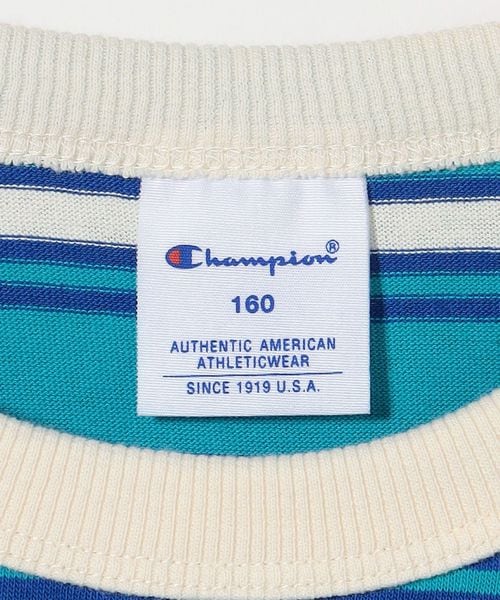 Champion®
160
AUTHENTIC AMERICAN
ATHLETICWEAR
SINCE 1919 U.S.A.